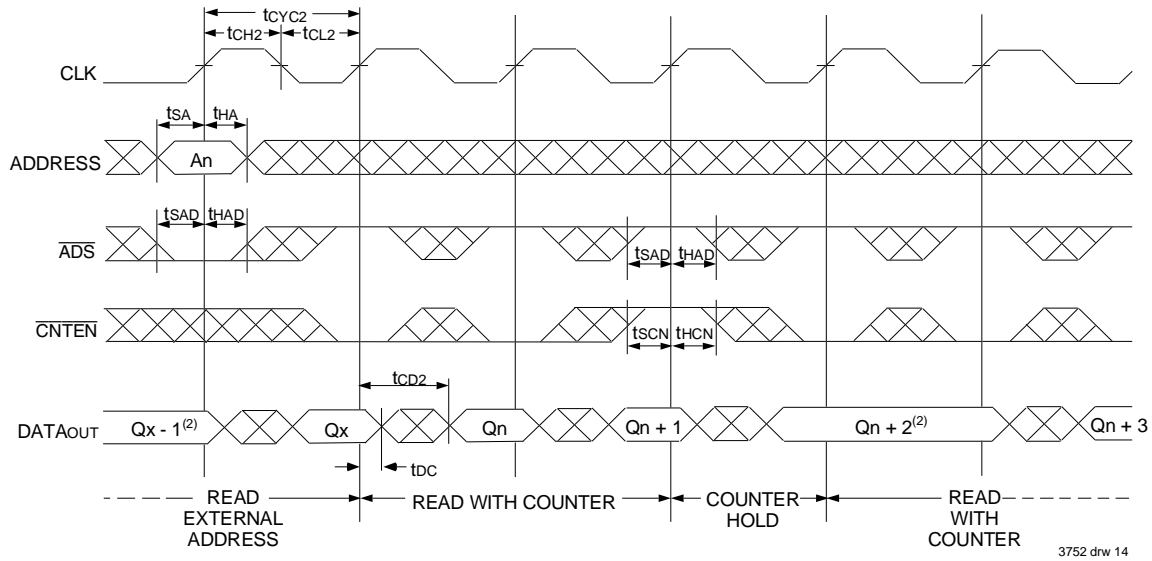 tCYC2
tCH2 tCL2
CLK
tSA tHA
ADDRESS An
tSAD tHAD
ADS tSAD tHAD
CNTEN tSCN tHCN
tCD2
DATAOUT Qx - 1(2) Qx Qn Qn + 1 Qn + 2(2) Qn + 3
tDC
READ EXTERNAL ADDRESS
READ WITH COUNTER
COUNTER HOLD
READ WITH COUNTER
3752 drw 14